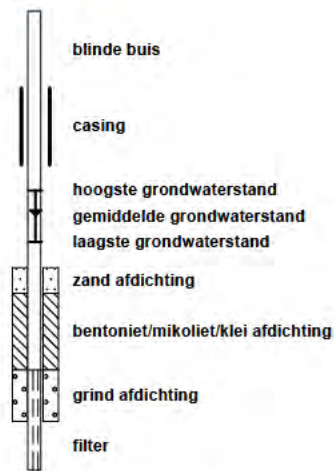 blinde buis
casing
hoogste grondwaterstand
gemiddelde grondwaterstand
laagste grondwaterstand
zand afdichting
bentoniet/mikoliet/klei afdichting
grind afdichting
filter